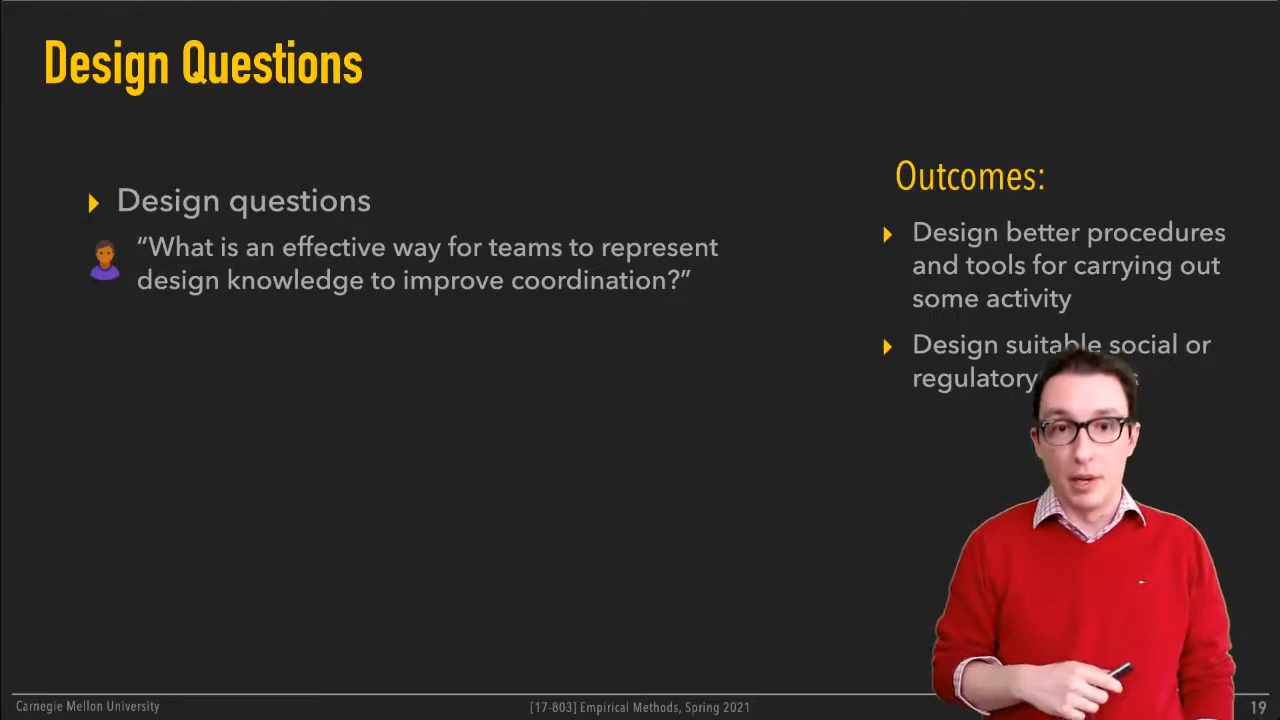 Design Questions
Design questions
“What is an effective way for teams to represent
design knowledge to improve coordination?”
Outcomes:
Design better procedures
and tools for carrying out
some activity
Design suitable social or
regulatory
Carnegie Mellon University
[17-803] Empirical Methods, Spring 2021
19